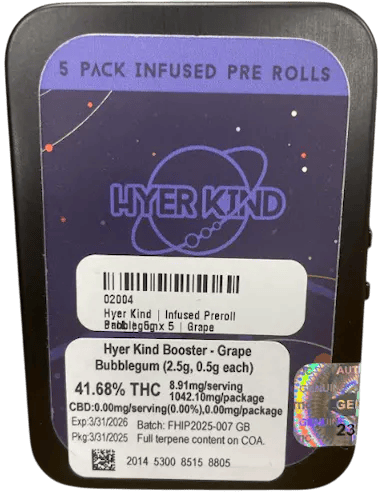 5 PACK INFUSED PRE ROLLS
HYER KIND
02004
Hyer Kind | Infused Preroll
5 | Grape
Hyer Kind Booster - Grape
Bubblegum (2.5g, 0.5g each)
41.68% THC 8.91mg/serving
1042.10mg/package
CBD:0.00mg/serving(0.00%),0.00mg/package
Exp:3/31/2026 Batch: FHIP2025-007 GB
Pkg:3/31/2025 Full terpene content on COA.
2014 5300 8515 8805